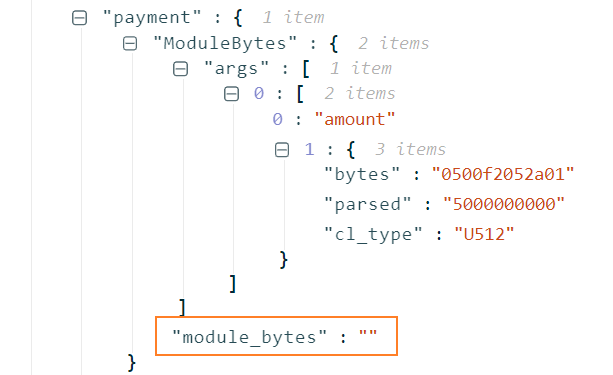 "payment" : { 1 item
"ModuleBytes" : { 2 items
"args" : [ 1 item
0 : [ 2 items
0 : "amount"
1 : { 3 items
"bytes" : "0500f2052a01"
"parsed" : "5000000000"
"cl_type" : "U512"
}
]
]
"module_bytes" : ""
}